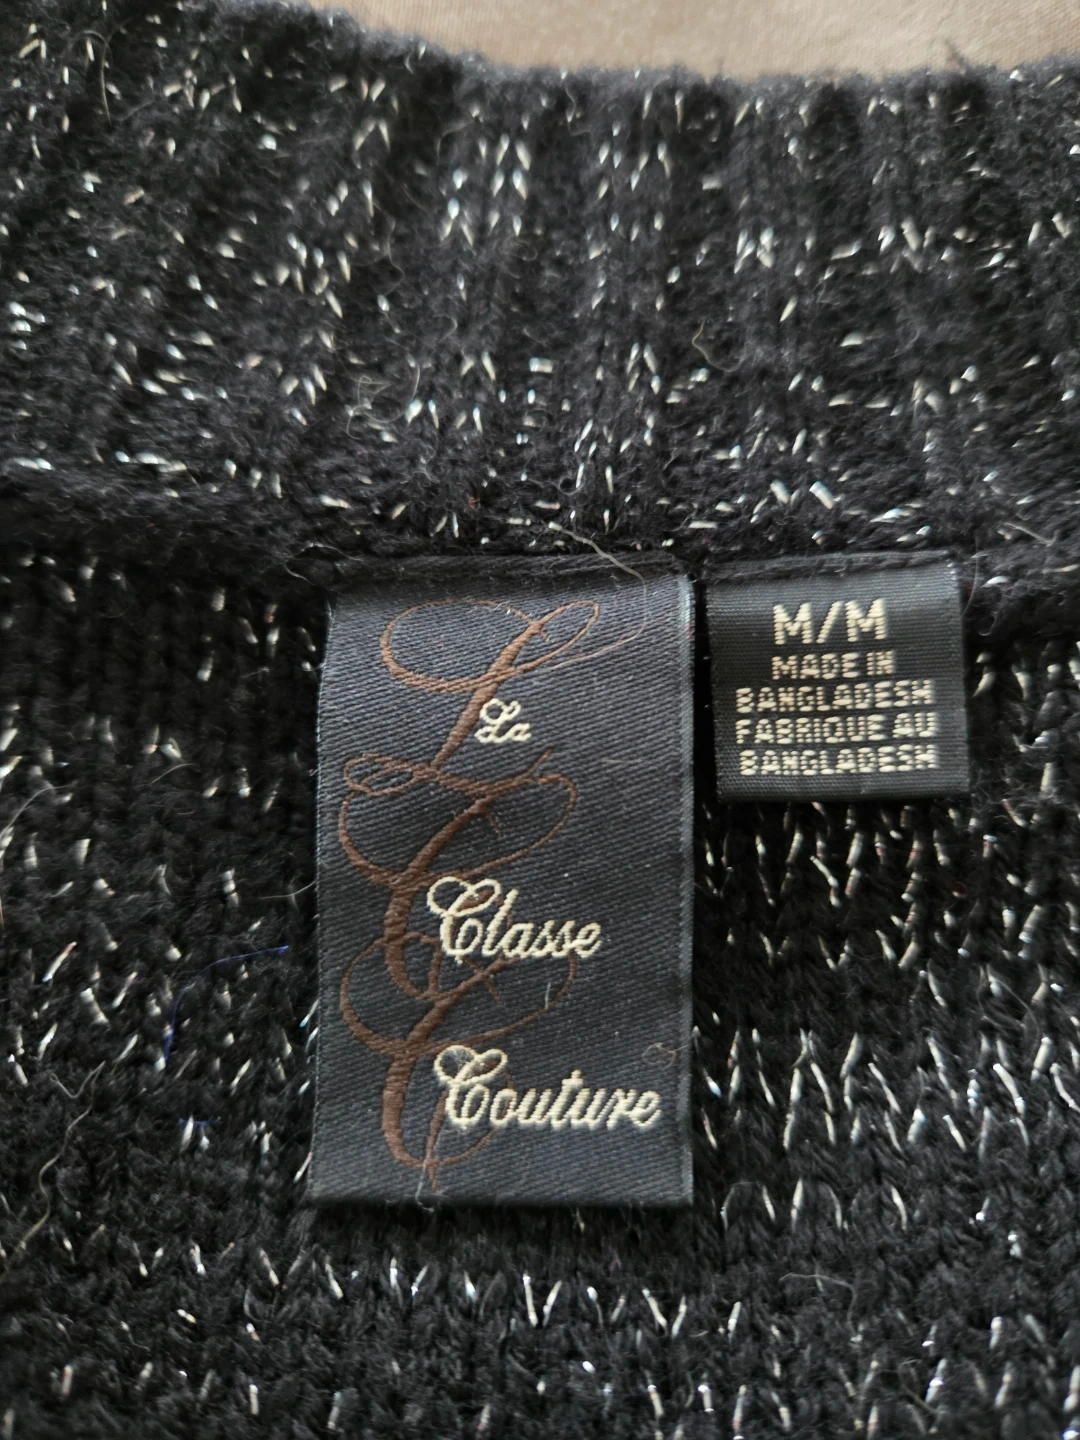 La
Classe
Couture
M/M
MADE IN
BANGLADESH
FABRIQUE AU
BANGLADESH